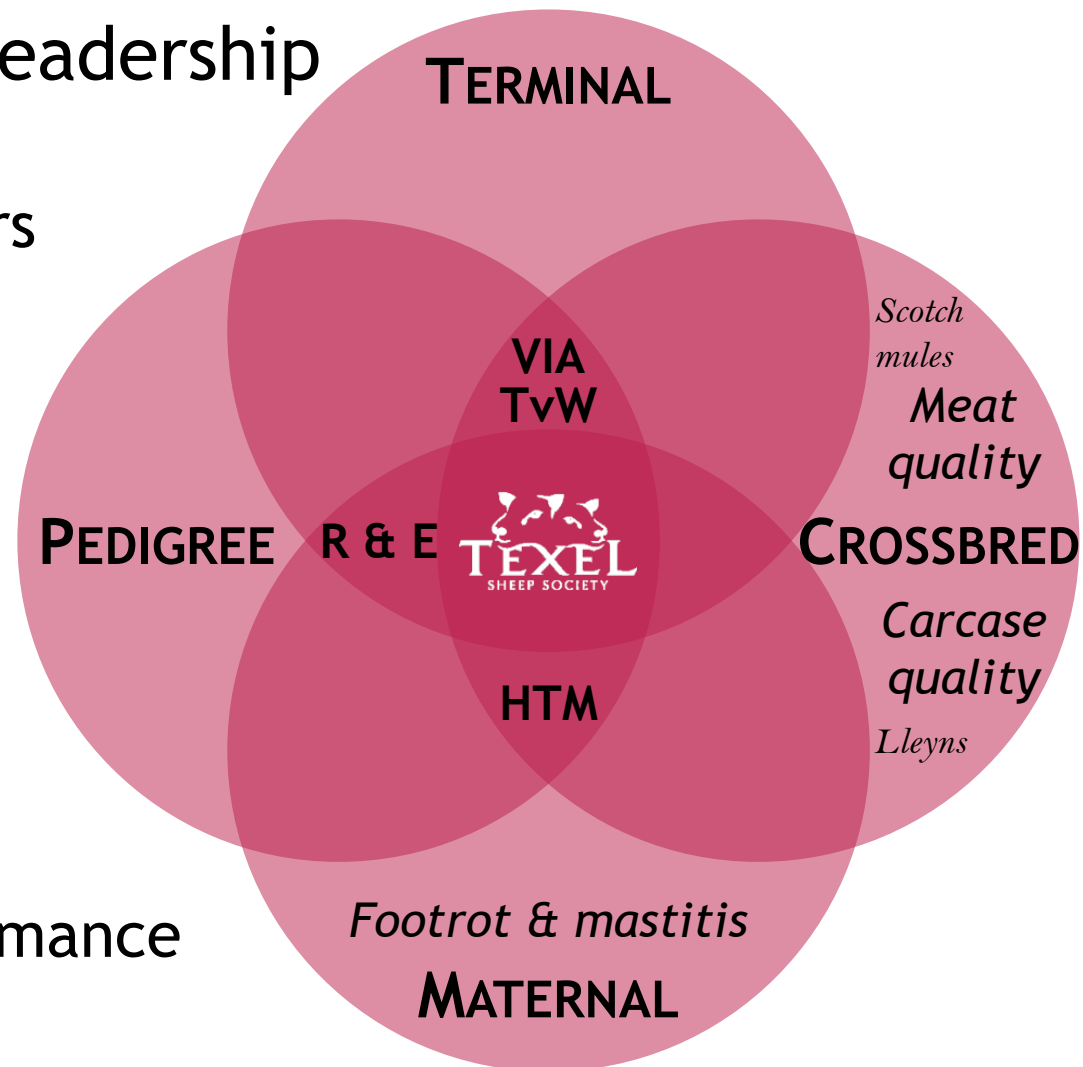 eadership
TERMINAL
rs
Scotch
mules
VIA
TvW
Meat
quality
PEDIGREE
R & E
TEXEL
SHEEP SOCIETY
CROSSBRED
Carcase
quality
HTM
Lleyns
Footrot & mastitis
mance
MATERNAL